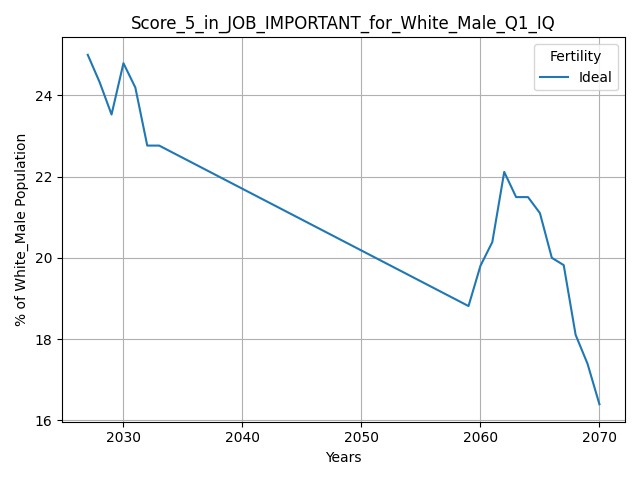 Score_5_in_JOB_IMPORTANT_for_White_Male_Q1_IQ
Fertility
Ideal
% of White_Male Population
24
22
20
18
16
2030 2040 2050 2060 2070
Years